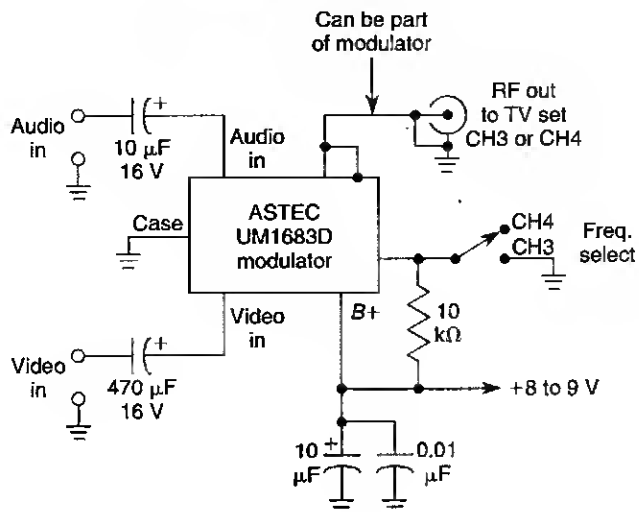 Can be part
of modulator
RF out
to TV set
CH3 or CH4
Audio
in
+
10 µF
16 V
Audio
in
Case
ASTEC
UM1683D
modulator
CH4
CH3
Freq.
select
B+
10
kΩ
Video
in
+
470 µF
16 V
Video
in
+8 to 9 V
10
µF
+
0.01
µF